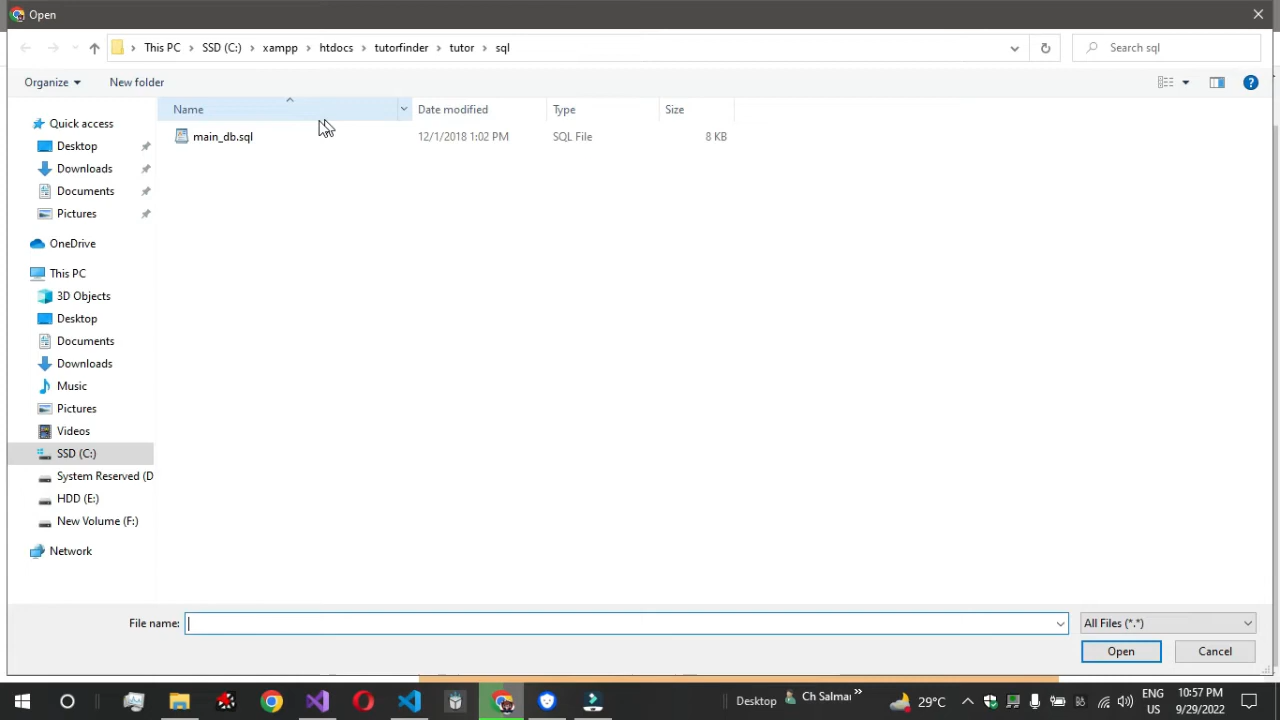 Open
This PC > SSD (C:) > xampp > htdocs > tutorfinder > tutor > sql
Search sql
Organize
New folder
Name
Date modified
Type
Size
main_db.sql
12/1/2018 1:02 PM
SQL File
8 KB
Quick access
Desktop
Downloads
Documents
Pictures
OneDrive
This PC
3D Objects
Desktop
Documents
Downloads
Music
Pictures
Videos
SSD (C:)
System Reserved (D
HDD (E:)
New Volume (F:)
Network
File name:
All Files (*.*)
Open
Cancel
Desktop
Ch Salman
»
29°C
ENG
US
10:57 PM
9/29/2022